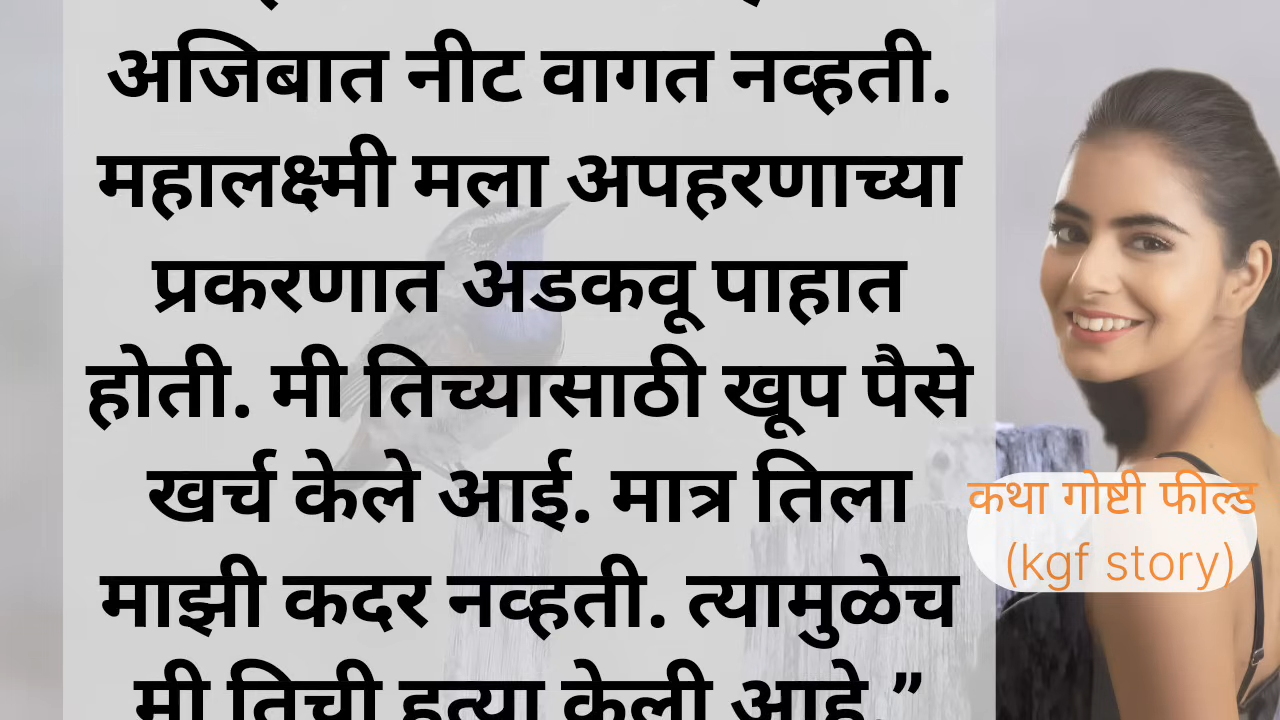 अजिबात नीट वागत नव्हती.
महालक्ष्मी मला अपहरणाच्या
प्रकरणात अडकवू पाहात
होती. मी तिच्यासाठी खूप पैसे
खर्च केले आई. मात्र तिला
माझी कदर नव्हती. त्यामुळेच
मी तिची हत्या केली आहे.”
कथा गोष्टी फील्ड
(kgf story)